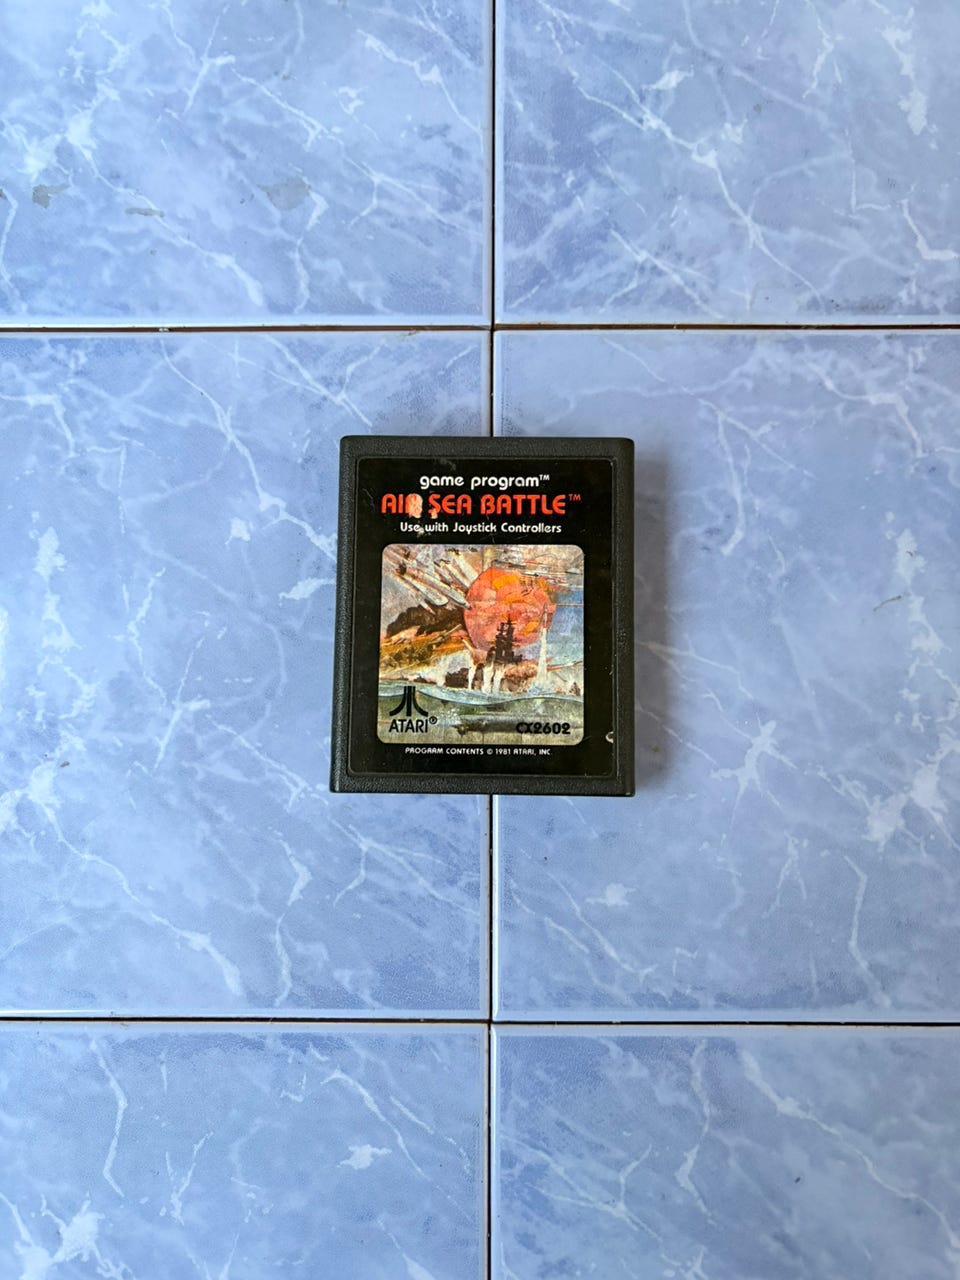 game program™
AIR SEA BATTLE™
Use with Joystick Controllers
ATARI®
CX2602
PROGRAM CONTENTS © 1981 ATARI, INC.